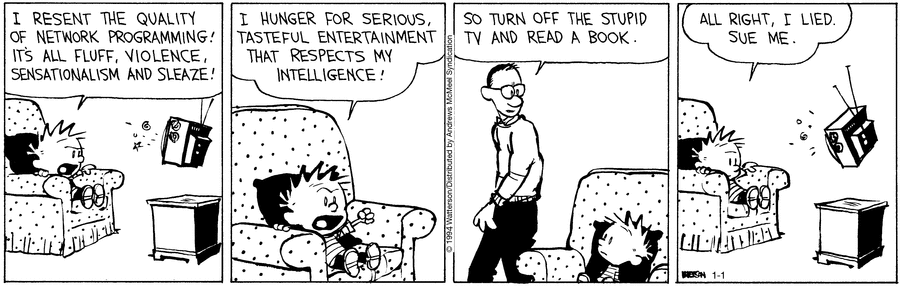 I RESENT THE QUALITY
OF NETWORK PROGRAMMING!
IT'S ALL FLUFF, VIOLENCE,
SENSATIONALISM AND SLEAZE!
I HUNGER FOR SERIOUS,
TASTEFUL ENTERTAINMENT
THAT RESPECTS MY
INTELLIGENCE!
© 1994 Watterson/Distributed by Andrews McMeel Syndication
SO TURN OFF THE STUPID
TV AND READ A BOOK.
ALL RIGHT, I LIED.
SUE ME.
1-1